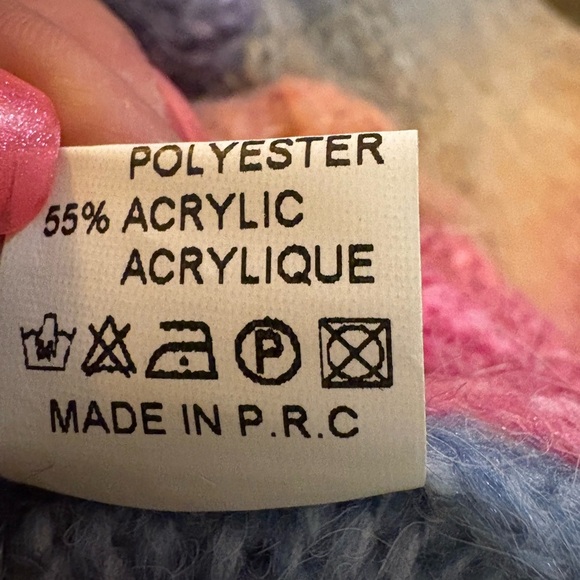 POLYESTER
55% ACRYLIC
ACRYLIQUE
P
MADE IN P.R.C